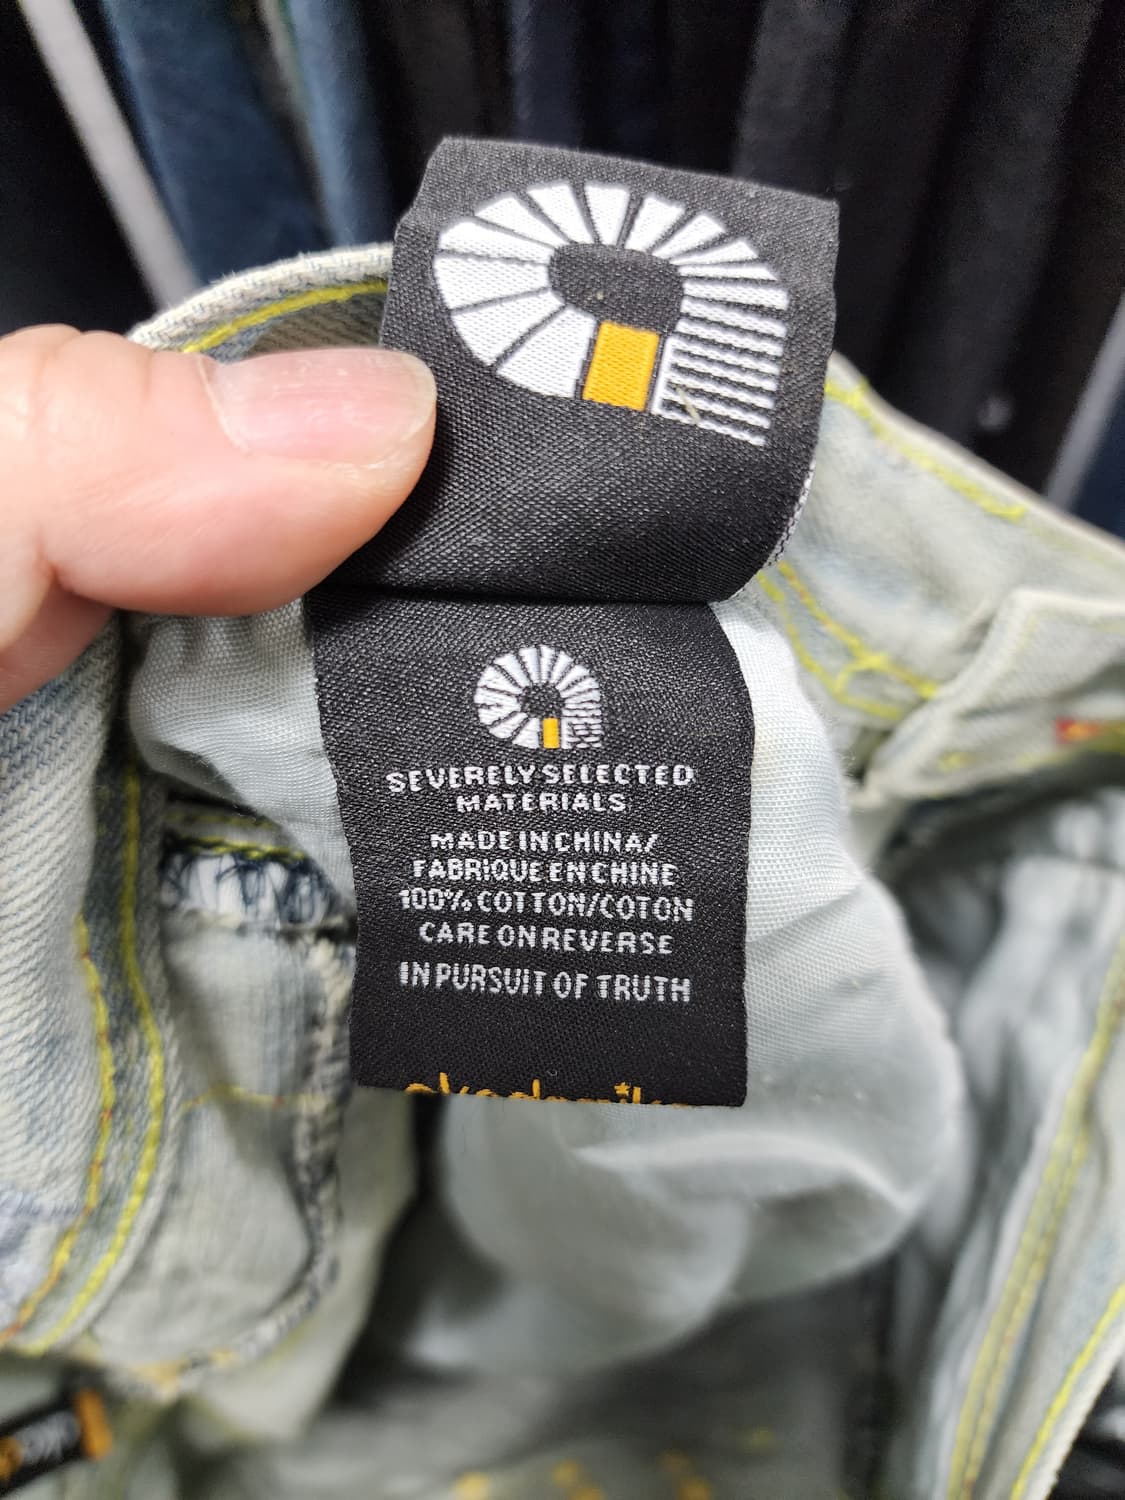 SEVERELY SELECTED
MATERIALS
MADE IN CHINA/
FABRIQUE EN CHINE
100% COTTON/COTON
CARE ON REVERSE
IN PURSUIT OF TRUTH